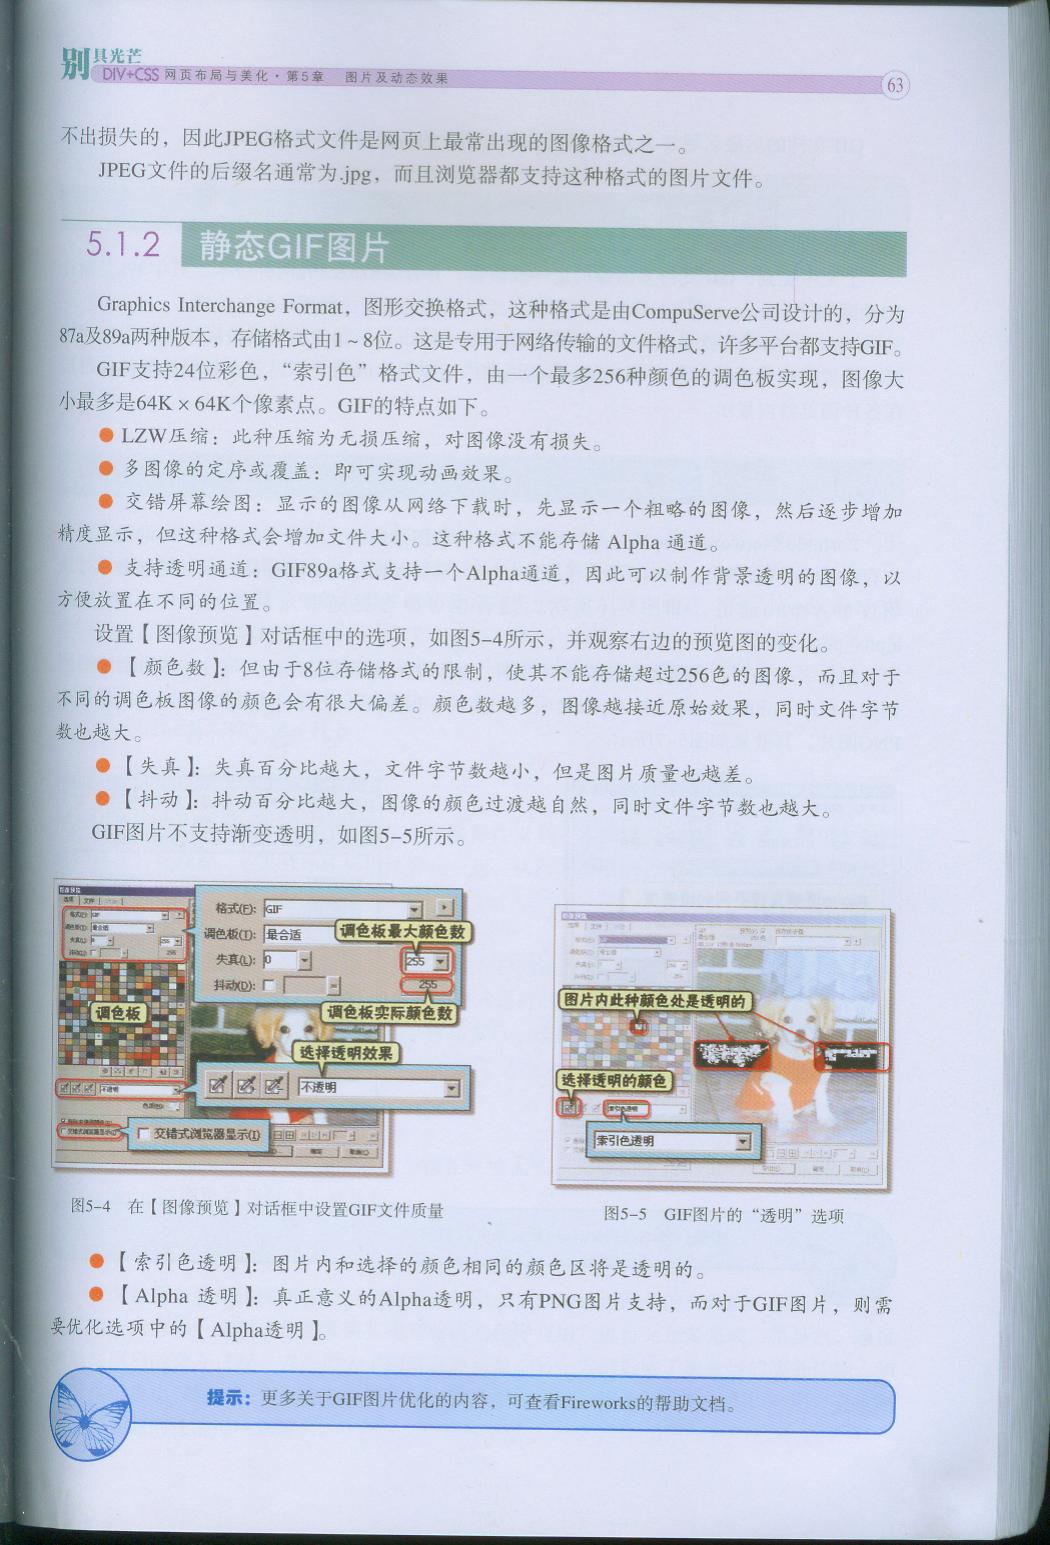 别具光芒
DIV+CSS 网页布局与美化·第5章 图片及动态效果
63
不出损失的，因此JPEG格式文件是网页上最常出现的图像格式之一。
JPEG文件的后缀名通常为.jpg，而且浏览器都支持这种格式的图片文件。
5.1.2 静态GIF图片
Graphics Interchange Format，图形交换格式，这种格式是由CompuServe公司设计的，分为
87a及89a两种版本，存储格式由1～8位。这是专用于网络传输的文件格式，许多平台都支持GIF。
GIF支持24位彩色，“索引色”格式文件，由一个最多256种颜色的调色板实现，图像大
小最多是64K×64K个像素点。GIF的特点如下。
● LZW压缩：此种压缩为无损压缩，对图像没有损失。
● 多图像的定序或覆盖：即可实现动画效果。
● 交错屏幕绘图：显示的图像从网络下载时，先显示一个粗略的图像，然后逐步增加
精度显示，但这种格式会增加文件大小。这种格式不能存储 Alpha 通道。
● 支持透明通道：GIF89a格式支持一个Alpha通道，因此可以制作背景透明的图像，以
方便放置在不同的位置。
设置【图像预览】对话框中的选项，如图5-4所示，并观察右边的预览图的变化。
● 【颜色数】：但由于8位存储格式的限制，使其不能存储超过256色的图像，而且对于
不同的调色板图像的颜色会有很大偏差。颜色数越多，图像越接近原始效果，同时文件字节
数也越大。
● 【失真】：失真百分比越大，文件字节数越小，但是图片质量也越差。
● 【抖动】：抖动百分比越大，图像的颜色过渡越自然，同时文件字节数也越大。
GIF图片不支持渐变透明，如图5-5所示。
格式(F): GIF
调色板(T): 最合适
调色板最大颜色数
失真(L): 0
255
抖动(D):
255
调色板实际颜色数
调色板
选择透明效果
不透明
交错式浏览器显示(I)
图片内此种颜色处是透明的
选择透明的颜色
索引色透明
图5-4 在【图像预览】对话框中设置GIF文件质量
图5-5 GIF图片的“透明”选项
● 【索引色透明】：图片内和选择的颜色相同的颜色区将是透明的。
● 【Alpha 透明】：真正意义的Alpha透明，只有PNG图片支持，而对于GIF图片，则需
要优化选项中的【Alpha透明】。
提示：更多关于GIF图片优化的内容，可查看Fireworks的帮助文档。